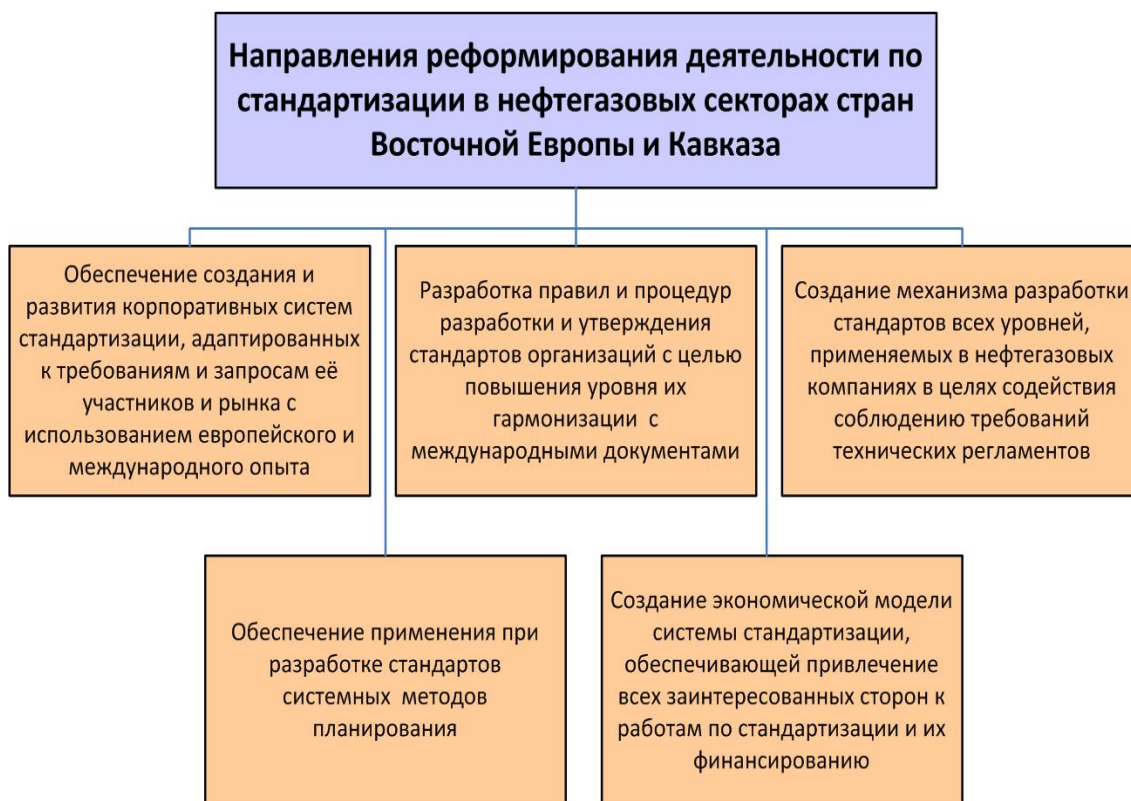 Направления реформирования деятельности по
стандартизации в нефтегазовых секторах стран
Восточной Европы и Кавказа
Обеспечение создания и
развития корпоративных систем
стандартизации, адаптированных
к требованиям и запросам её
участников и рынка с
использованием европейского и
международного опыта
Разработка правил и процедур
разработки и утверждения
стандартов организаций с целью
повышения уровня их
гармонизации с
международными документами
Создание механизма разработки
стандартов всех уровней,
применяемых в нефтегазовых
компаниях в целях содействия
соблюдению требований
технических регламентов
Обеспечение применения при
разработке стандартов
системных методов
планирования
Создание экономической модели
системы стандартизации,
обеспечивающей привлечение
всех заинтересованных сторон к
работам по стандартизации и их
финансированию